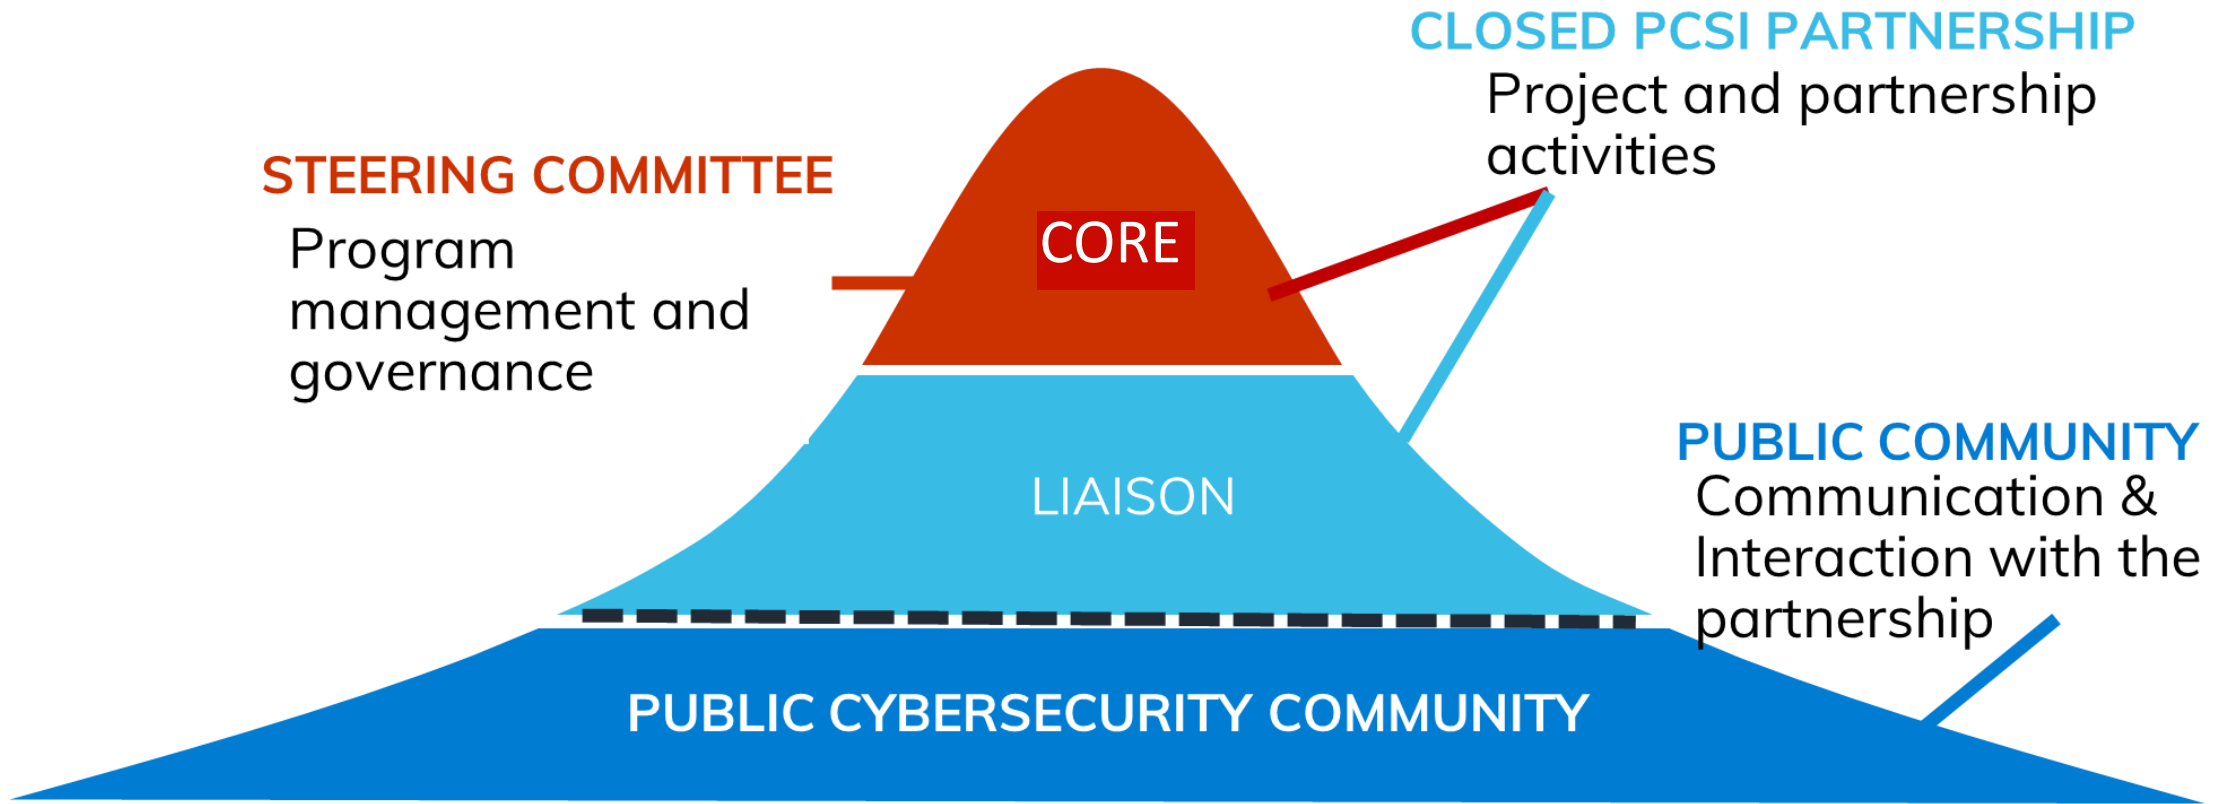 CLOSED PCSI PARTNERSHIP
Project and partnership
activities
STEERING COMMITTEE
Program
management and
governance
CORE
PUBLIC COMMUNITY
Communication &
Interaction with the
partnership
LIAISON
PUBLIC CYBERSECURITY COMMUNITY